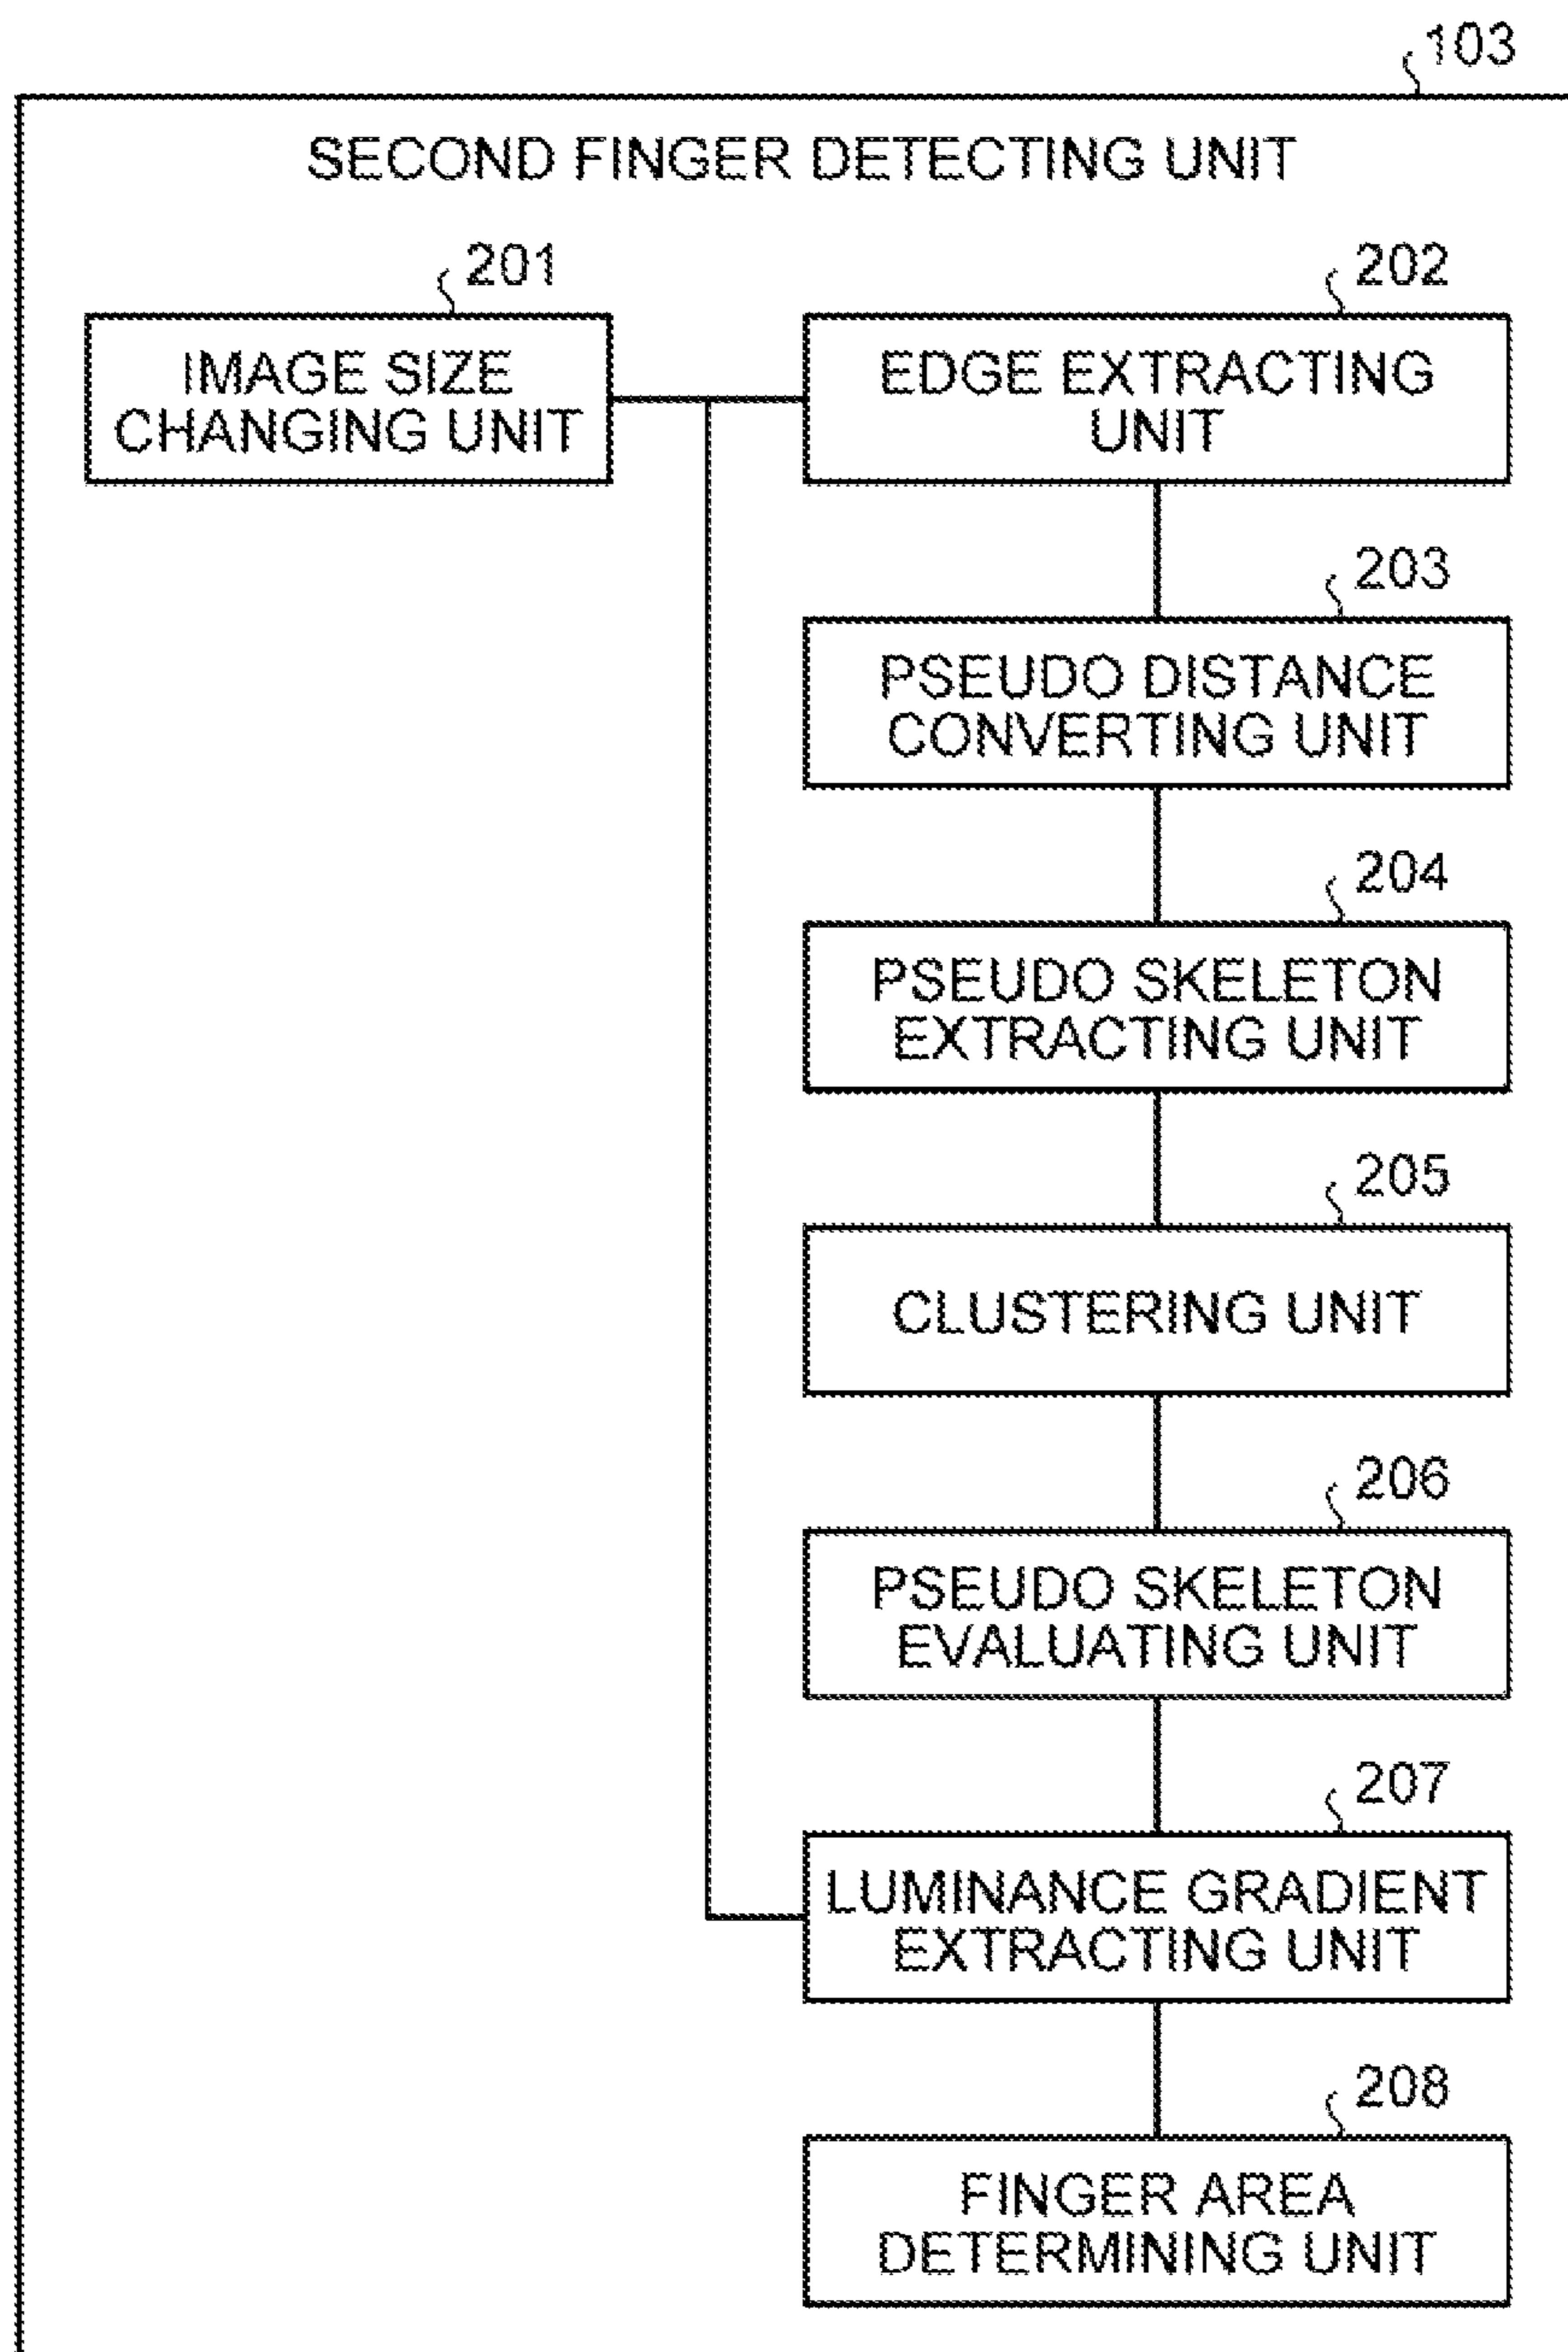 103
SECOND FINGER DETECTING UNIT
201
IMAGE SIZE
CHANGING UNIT
202
EDGE EXTRACTING
UNIT
203
PSEUDO DISTANCE
CONVERTING UNIT
204
PSEUDO SKELETON
EXTRACTING UNIT
205
CLUSTERING UNIT
206
PSEUDO SKELETON
EVALUATING UNIT
207
LUMINANCE GRADIENT
EXTRACTING UNIT
208
FINGER AREA
DETERMINING UNIT